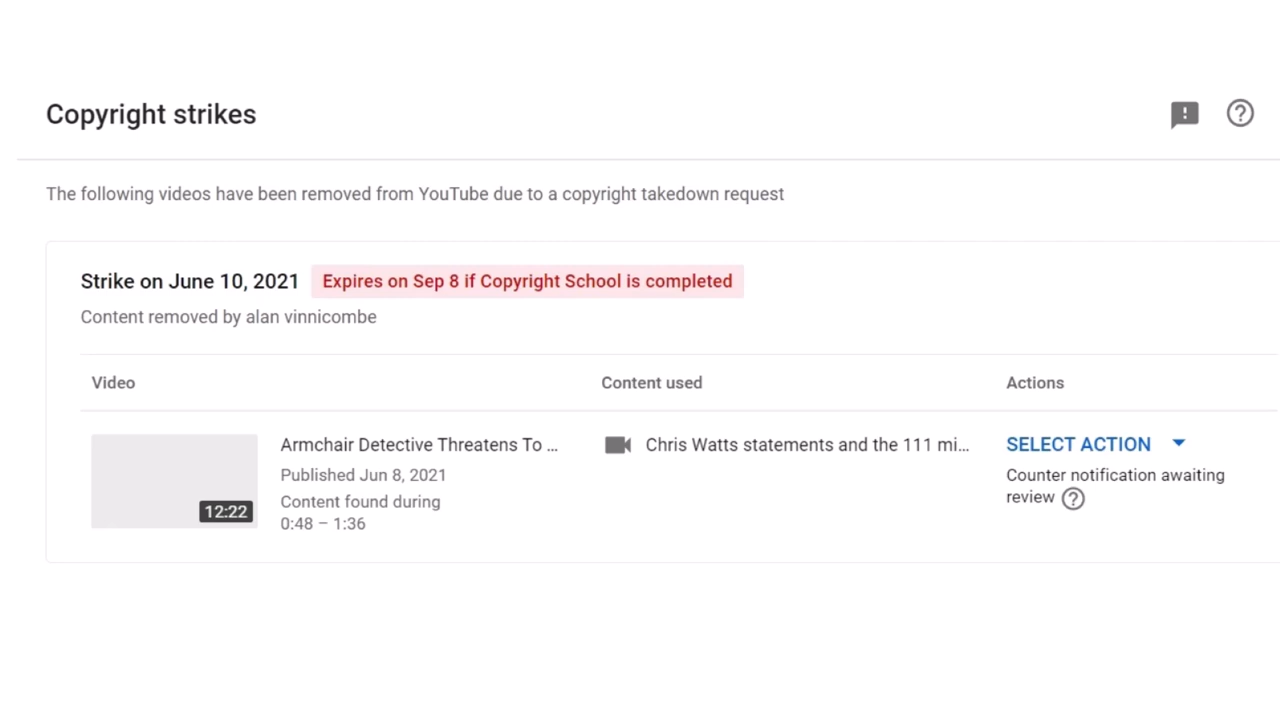 Copyright strikes
The following videos have been removed from YouTube due to a copyright takedown request
Strike on June 10, 2021 Expires on Sep 8 if Copyright School is completed
Content removed by alan vinnicombe
Video Content used Actions
12:22
Armchair Detective Threatens To ...
Published Jun 8, 2021
Content found during
0:48 – 1:36
Chris Watts statements and the 111 mi...
SELECT ACTION
Counter notification awaiting
review